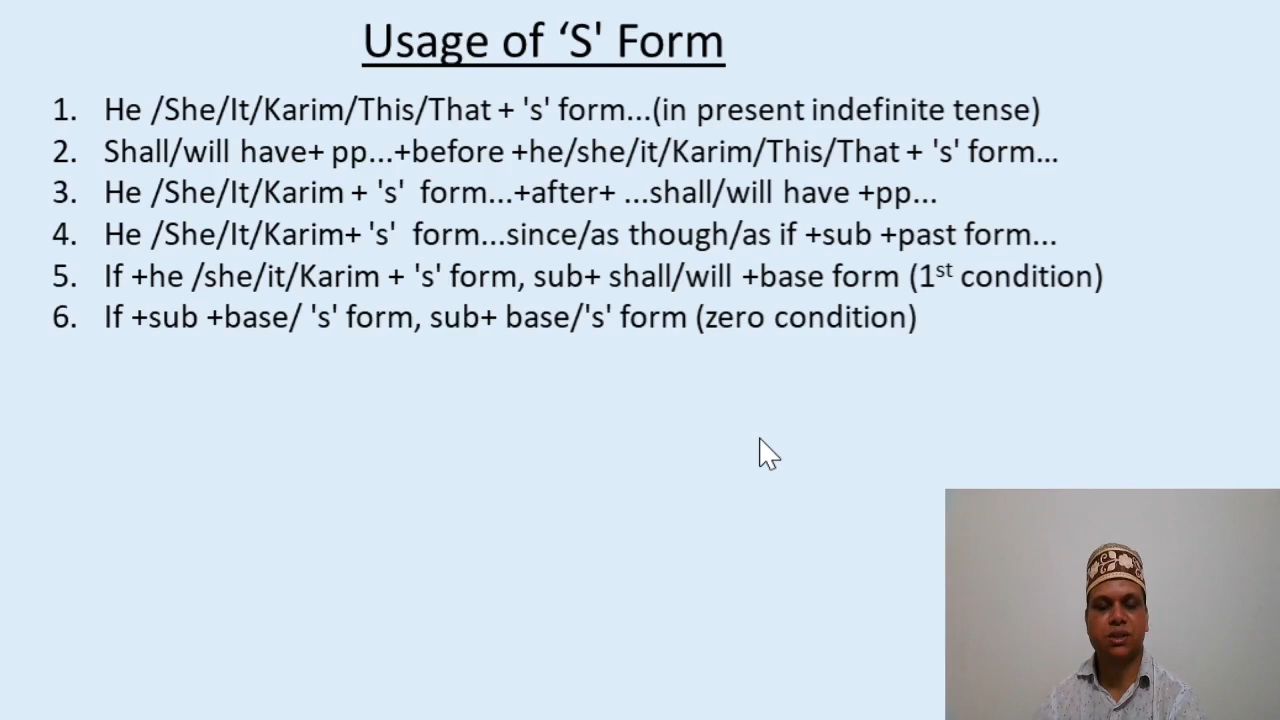 Usage of ‘S' Form
1. He /She/It/Karim/This/That + 's' form...(in present indefinite tense)
2. Shall/will have+ pp...+before +he/she/it/Karim/This/That + 's' form...
3. He /She/It/Karim + 's' form...+after+ ...shall/will have +pp...
4. He /She/It/Karim+ 's' form...since/as though/as if +sub +past form...
5. If +he /she/it/Karim + 's' form, sub+ shall/will +base form (1st condition)
6. If +sub +base/ 's' form, sub+ base/'s' form (zero condition)